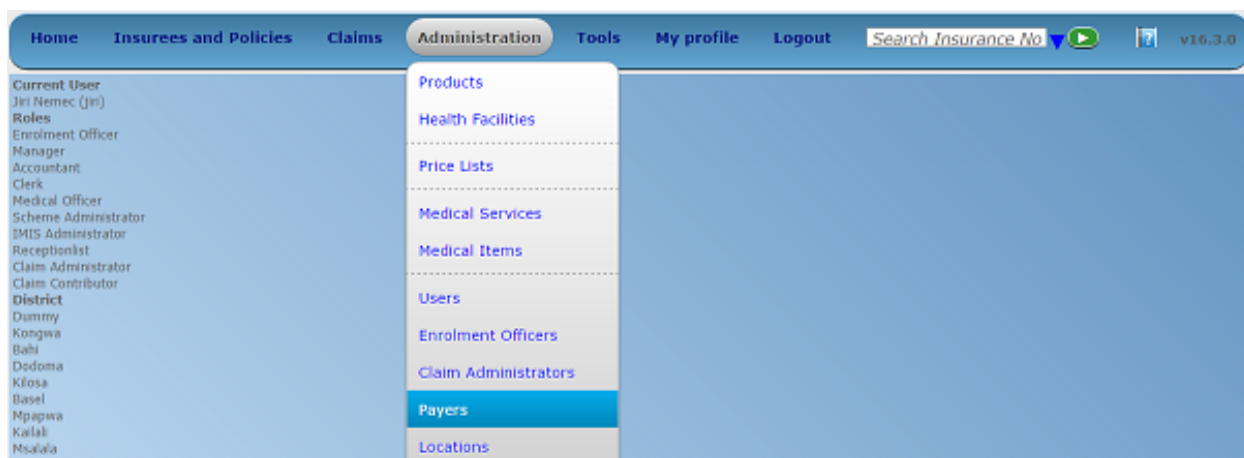 Home Insurees and Policies Claims Administration Tools My profile Logout Search Insurance No v16.3.0
Current User
Jiri Nemec (jiri)
Roles
Enrolment Officer
Manager
Accountant
Clerk
Medical Officer
Scheme Administrator
IMIS Administrator
Receptionlist
Claim Administrator
Claim Contributor
District
Dummy
Kongwa
Bahi
Dodoma
Kilosa
Basel
Mpapwa
Kailali
Msalala
Products
Health Facilities
Price Lists
Medical Services
Medical Items
Users
Enrolment Officers
Claim Administrators
Payers
Locations